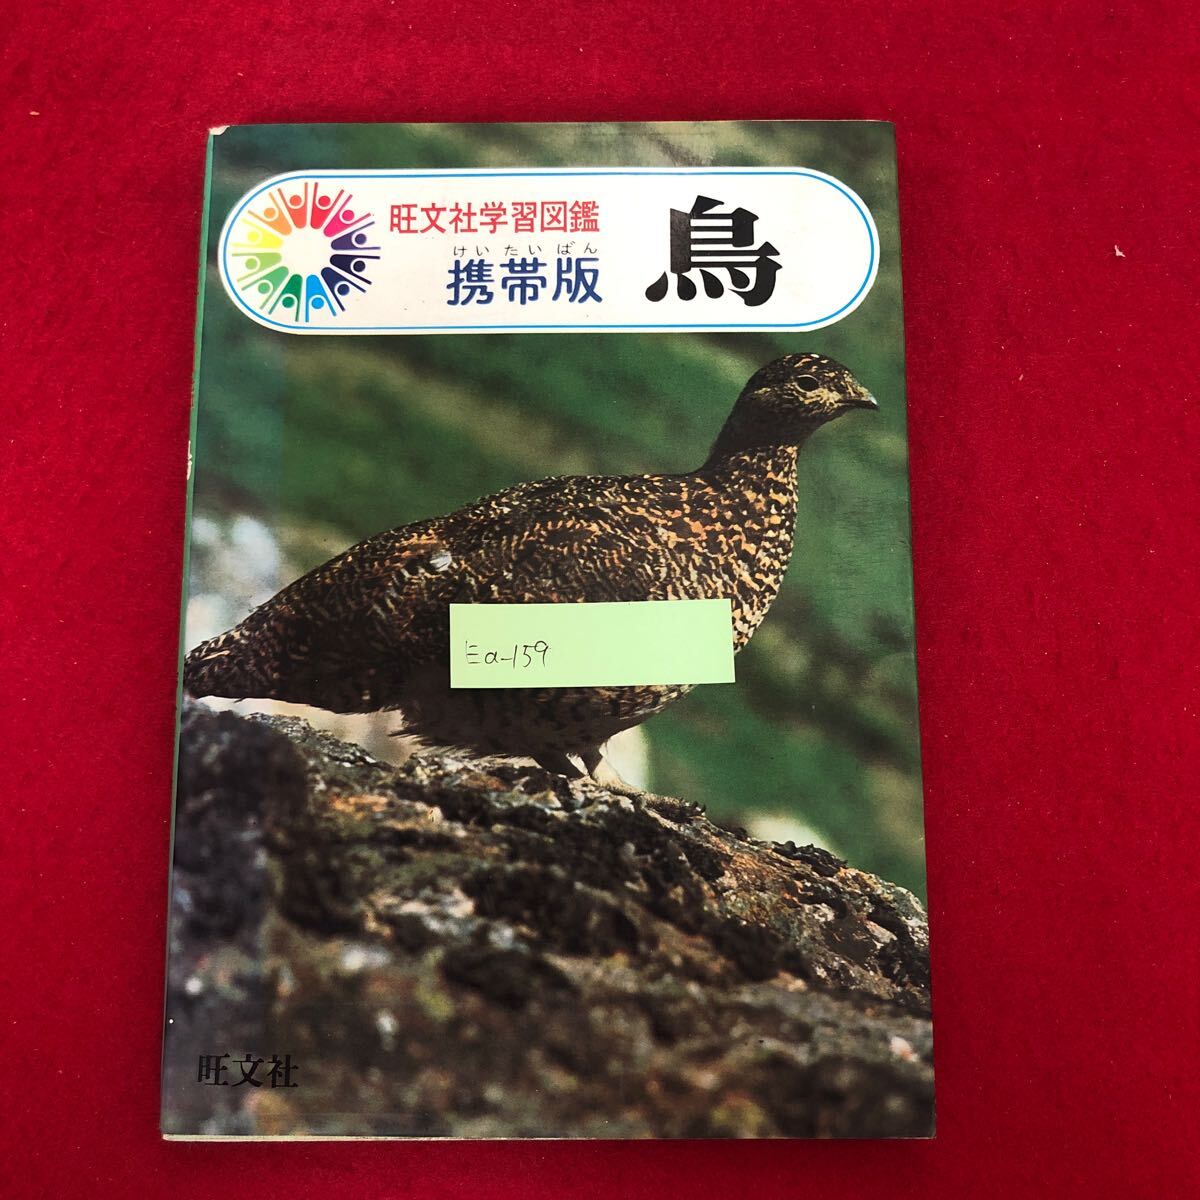 旺文社学習図鑑
けいたいばん
携帯版
鳥
Ea-159
旺文社